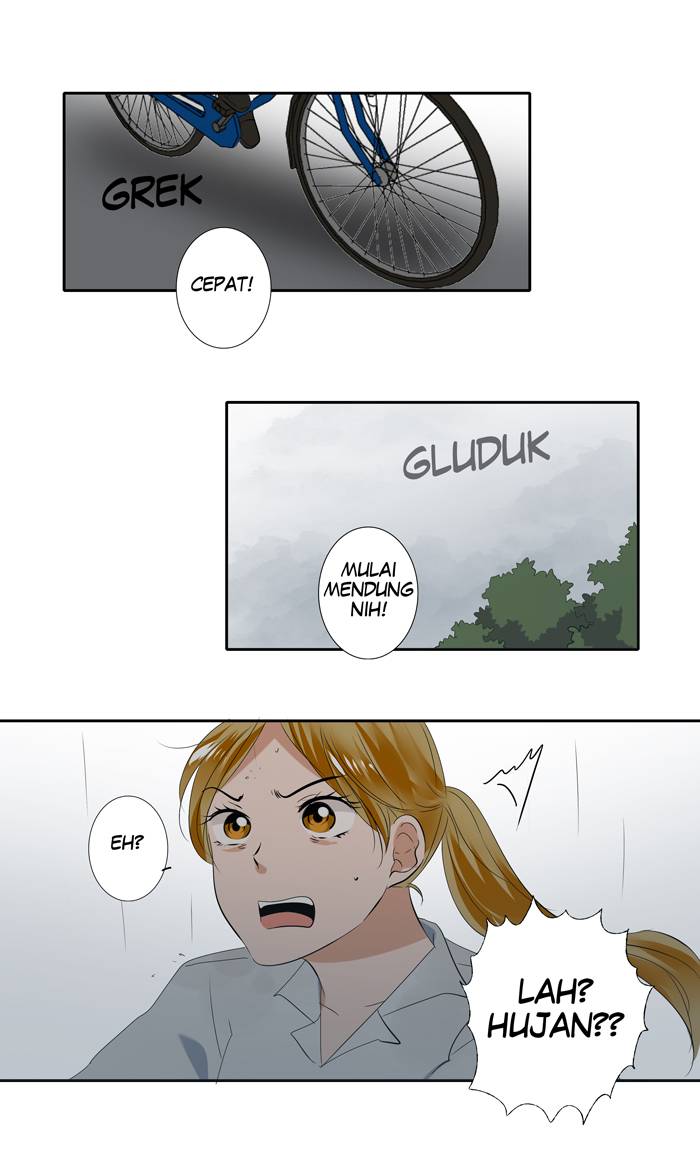 GREK
CEPAT!
GLUDUK
MULAI
MENDUNG
NIH!
EH?
LAH?
HUJAN??